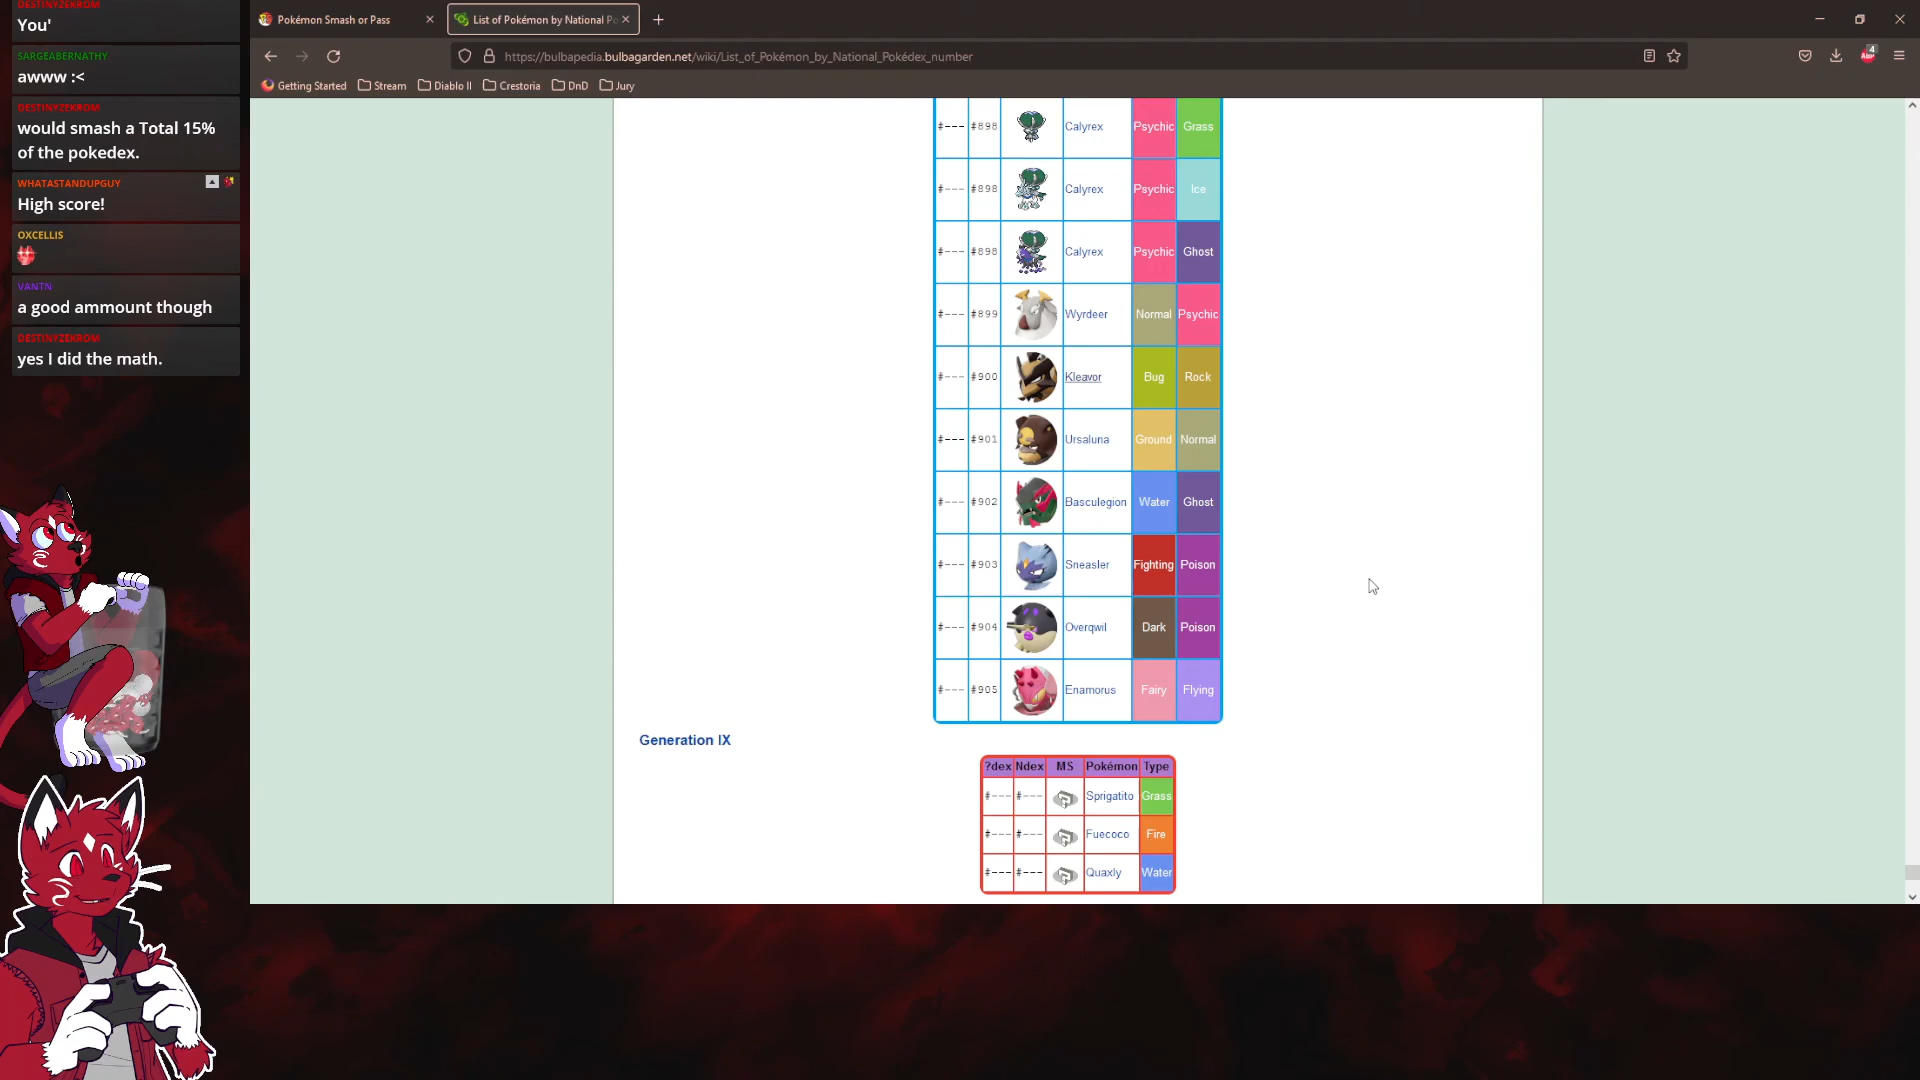 DESTINYZEKROM
You'
SARGEABERNATHY
awww :<
DESTINYZEKROM
would smash a Total 15%
of the pokedex.
WHATASTANDUPGUY
High score!
OXCELLIS
VANTN
a good ammount though
DESTINYZEKROM
yes I did the math.
Pokémon Smash or Pass
List of Pokémon by National Po
https://bulbapedia.bulbagarden.net/wiki/List_of_Pokémon_by_National_Pokédex_number
4
ABP
Getting Started Stream Diablo II Crestoria DnD Jury
#--- #898 Calyrex Psychic Grass
#--- #898 Calyrex Psychic Ice
#--- #898 Calyrex Psychic Ghost
#--- #899 Wyrdeer Normal Psychic
#--- #900 Kleavor Bug Rock
#--- #901 Ursaluna Ground Normal
#--- #902 Basculegion Water Ghost
#--- #903 Sneasler Fighting Poison
#--- #904 Overqwil Dark Poison
#--- #905 Enamorus Fairy Flying
Generation IX
?dex Ndex MS Pokémon Type
#--- #--- Sprigatito Grass
#--- #--- Fuecoco Fire
#--- #--- Quaxly Water